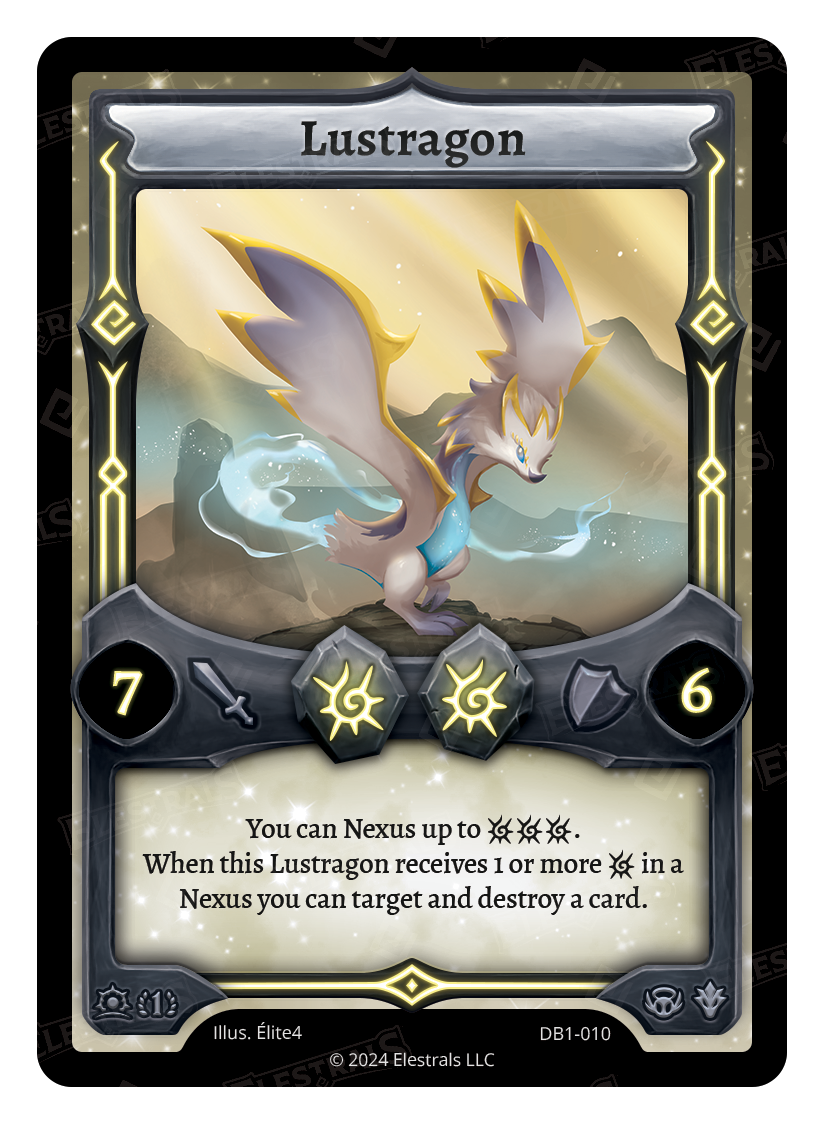 Lustragon
7
6
You can Nexus up to .
When this Lustragon receives 1 or more in a
Nexus you can target and destroy a card.
1
Illus. Élite4
DB1-010
© 2024 Elestrals LLC